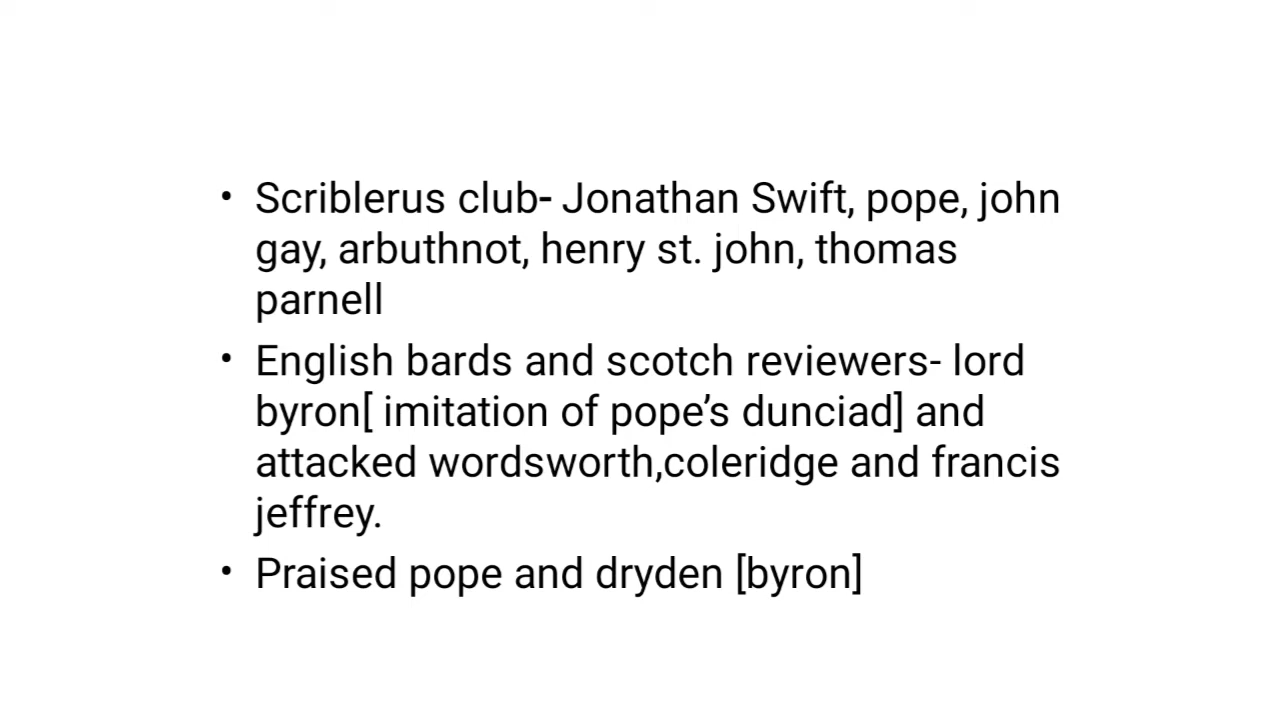 • Scriblerus club- Jonathan Swift, pope, john
gay, arbuthnot, henry st. john, thomas
parnell
• English bards and scotch reviewers- lord
byron[ imitation of pope’s dunciad] and
attacked wordsworth,coleridge and francis
jeffrey.
• Praised pope and dryden [byron]